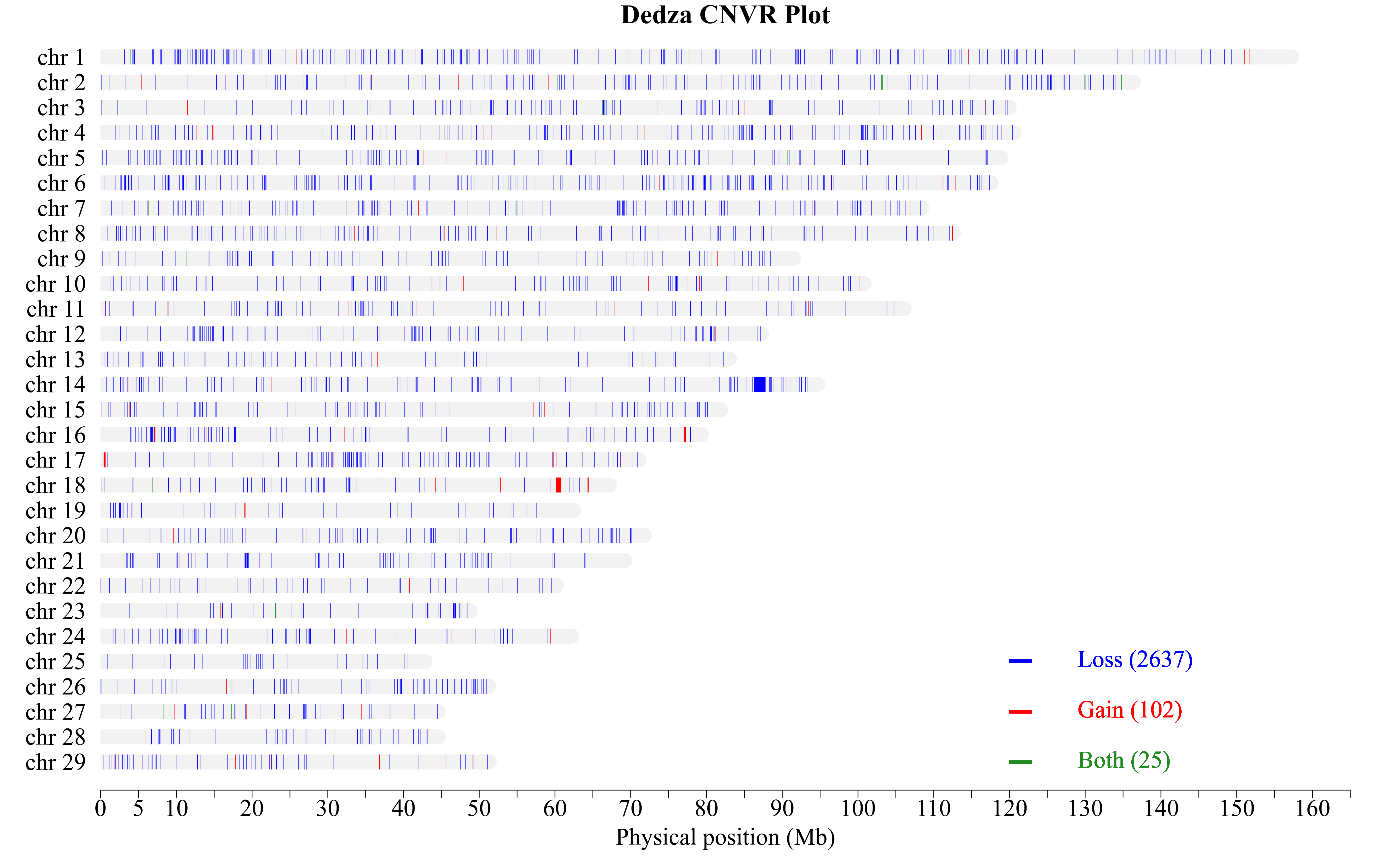 Dedza CNVR Plot
chr 1
chr 2
chr 3
chr 4
chr 5
chr 6
chr 7
chr 8
chr 9
chr 10
chr 11
chr 12
chr 13
chr 14
chr 15
chr 16
chr 17
chr 18
chr 19
chr 20
chr 21
chr 22
chr 23
chr 24
chr 25
chr 26
chr 27
chr 28
chr 29
Loss (2637)
Gain (102)
Both (25)
0 5 10 20 30 40 50 60 70 80 90 100 110 120 130 140 150 160
Physical position (Mb)